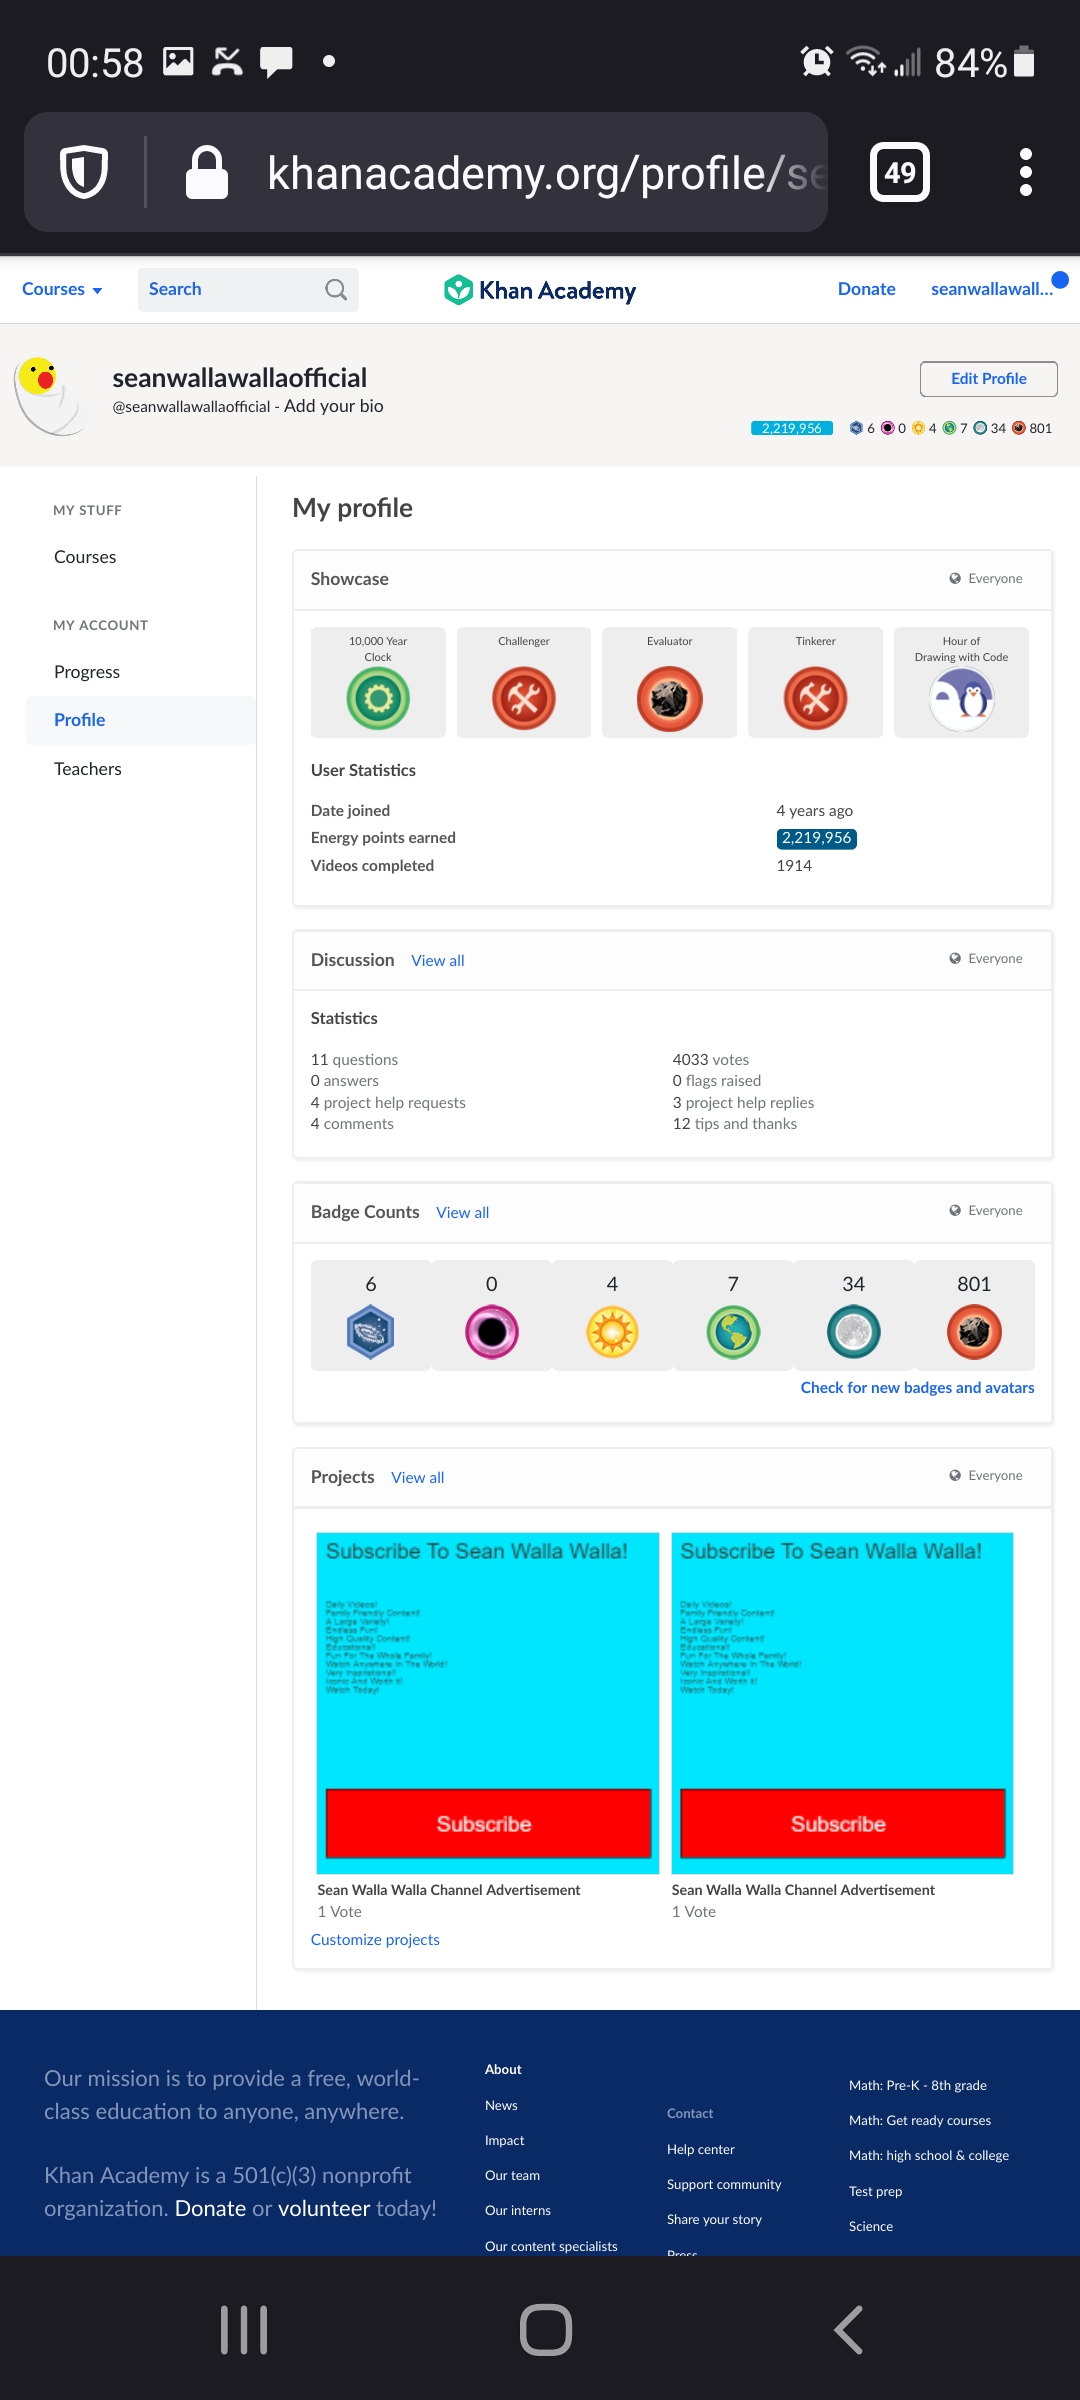 00:58
84%
khanacademy.org/profile/se
49
Courses
Search
Khan Academy
Donate
seanwallawall...
seanwallawallaofficial
@seanwallawallaofficial - Add your bio
Edit Profile
2,219,956
6
0
4
7
34
801
MY STUFF
Courses
MY ACCOUNT
Progress
Profile
Teachers
My profile
Showcase
Everyone
10,000 Year
Clock
Challenger
Evaluator
Tinkerer
Hour of
Drawing with Code
User Statistics
Date joined
4 years ago
Energy points earned
2,219,956
Videos completed
1914
Discussion
View all
Everyone
Statistics
11 questions
0 answers
4 project help requests
4 comments
4033 votes
0 flags raised
3 project help replies
12 tips and thanks
Badge Counts
View all
Everyone
6
0
4
7
34
801
Check for new badges and avatars
Projects
View all
Everyone
Subscribe To Sean Walla Walla!
Daily Videos!
Family Friendly Content!
A Large Variety!
Endless Fun!
High Quality Content!
Educational!
Fun For The Whole Family!
Watch Anywhere In The World!
Very Inspirational!
Iconic And Worth It!
Watch Today!
Subscribe
Sean Walla Walla Channel Advertisement
1 Vote
Subscribe To Sean Walla Walla!
Daily Videos!
Family Friendly Content!
A Large Variety!
Endless Fun!
High Quality Content!
Educational!
Fun For The Whole Family!
Watch Anywhere In The World!
Very Inspirational!
Iconic And Worth It!
Watch Today!
Subscribe
Sean Walla Walla Channel Advertisement
1 Vote
Customize projects
Our mission is to provide a free, world-
class education to anyone, anywhere.
Khan Academy is a 501(c)(3) nonprofit
organization. Donate or volunteer today!
About
News
Impact
Our team
Our interns
Our content specialists
Contact
Help center
Support community
Share your story
Press
Math: Pre-K - 8th grade
Math: Get ready courses
Math: high school & college
Test prep
Science